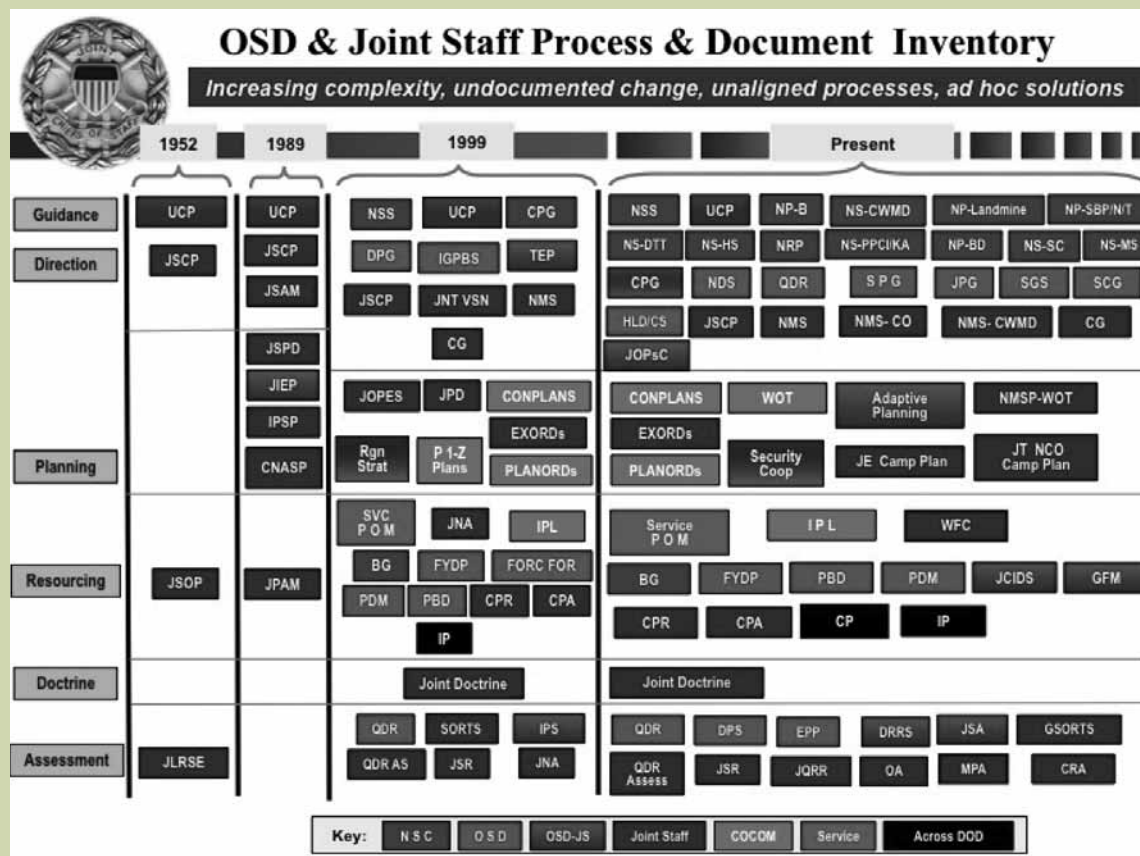 OSD & Joint Staff Process & Document Inventory
Increasing complexity, undocumented change, unaligned processes, ad hoc solutions
JOINT
CHIEFS OF STAFF
1952 1989 1999 Present
Guidance UCP UCP NSS UCP CPG NSS UCP NP-B NS-CWMD NP-Landmine NP-SBP/N/T
Direction JSCP JSCP DPG IGPBS TEP NS-DTT NS-HS NRP NS-PPCI/KA NP-BD NS-SC NS-MS
JSAM JSCP JNT VSN NMS CPG NDS QDR S P G JPG SGS SCG
CG HLD/CS JSCP NMS NMS- CO NMS- CWMD CG
JSPD JOPsC
JIEP JOPES JPD CONPLANS CONPLANS WOT Adaptive
Planning NMSP-WOT
IPSP EXORDs EXORDs
Planning CNASP Rgn
Strat P 1-Z
Plans PLANORDs PLANORDs Security
Coop JE Camp Plan JT NCO
Camp Plan
SVC
P O M JNA IPL Service
P O M I P L WFC
Resourcing JSOP JPAM BG FYDP FORC FOR BG FYDP PBD PDM JCIDS GFM
PDM PBD CPR CPA CPR CPA CP IP
IP
Doctrine Joint Doctrine Joint Doctrine
QDR SORTS IPS QDR DPS EPP DRRS JSA GSORTS
Assessment JLRSE QDR AS JSR JNA QDR
Assess JSR JQRR OA MPA CRA
Key: N S C O S D OSD-JS Joint Staff COCOM Service Across DOD